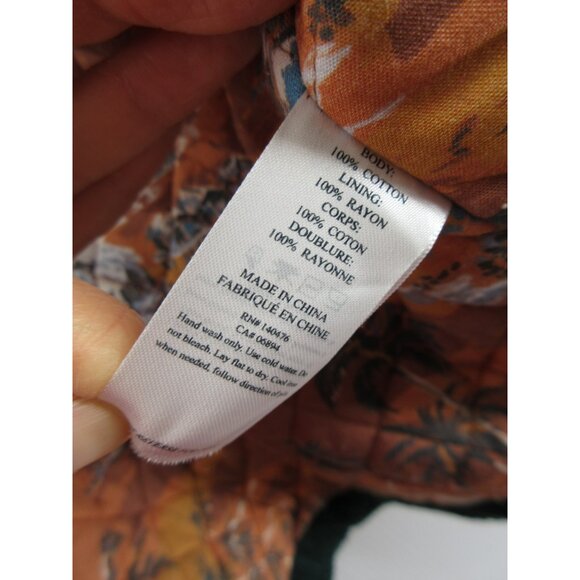 BODY:
100% COTTON
LINING:
100% RAYON
CORPS:
100% COTON
DOUBLURE:
100% RAYONNE
MADE IN CHINA
FABRIQUÉ EN CHINE
RN# 140476
CA# 06894
Hand wash only. Use cold water. Do
not bleach. Lay flat to dry. Cool
when needed, follow direction of